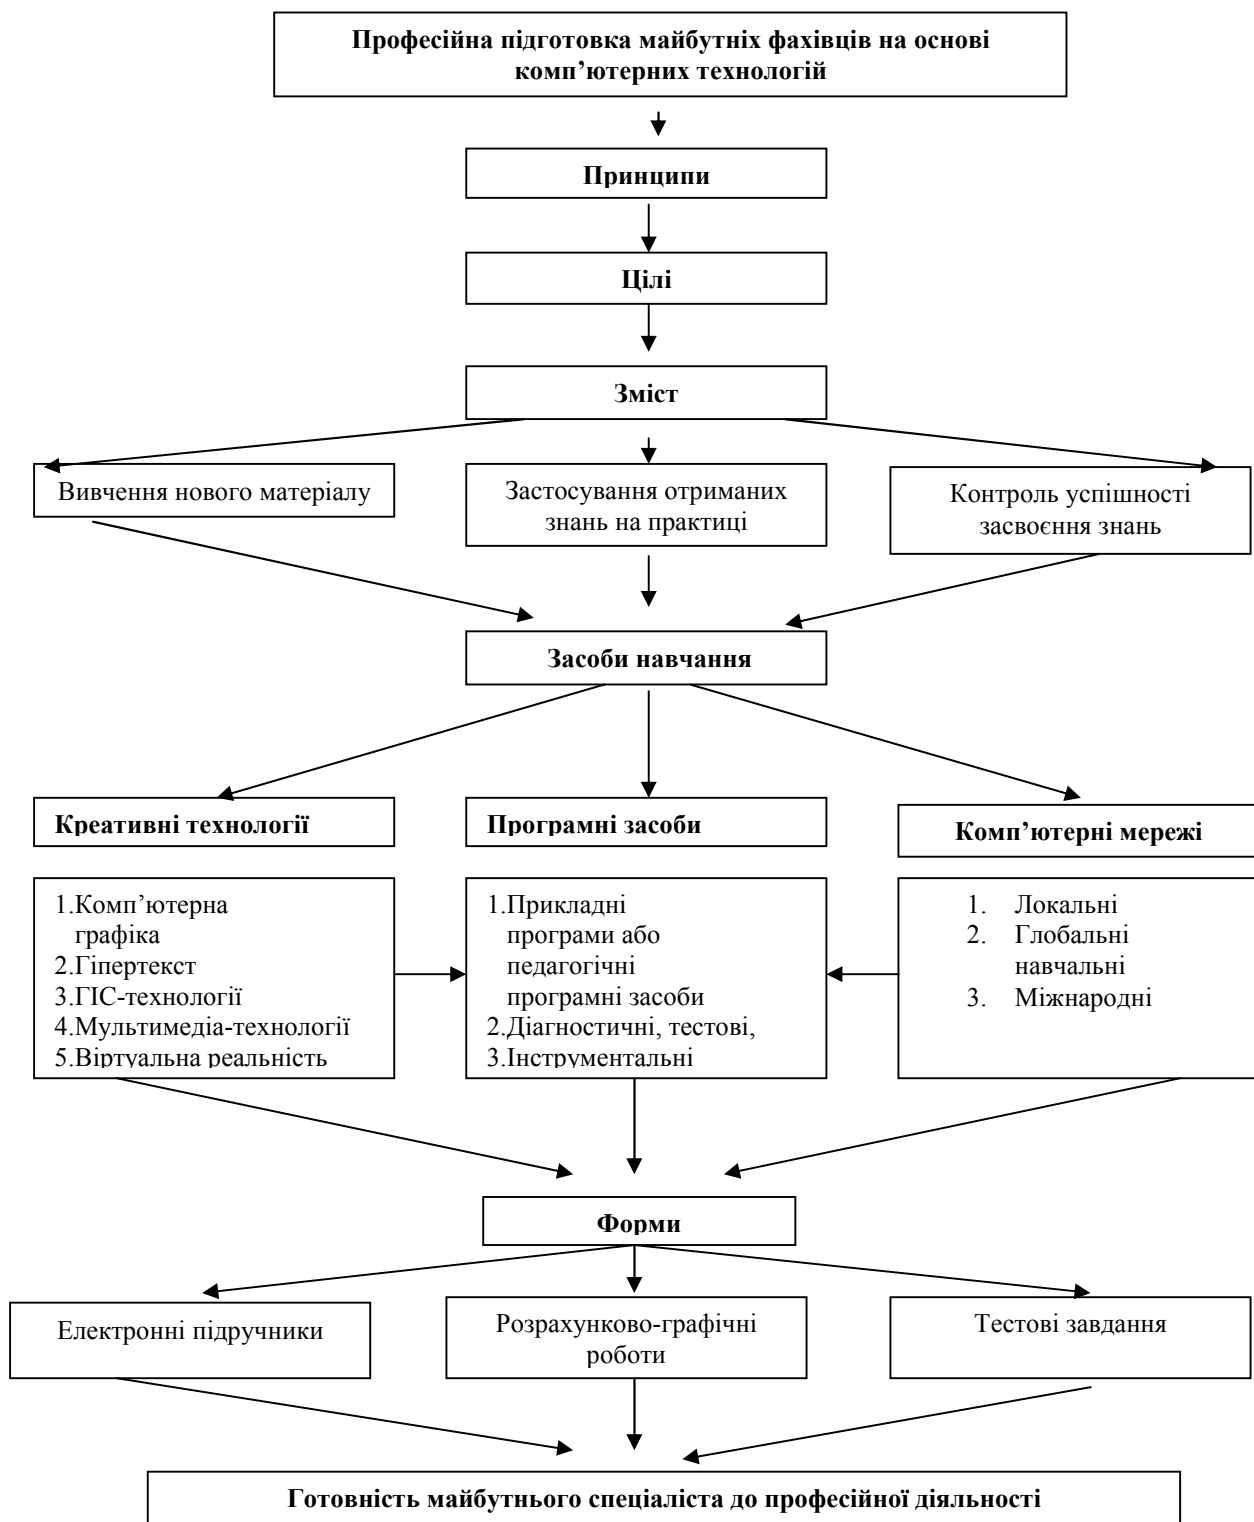 Професійна підготовка майбутніх фахівців на основі
комп’ютерних технологій
Принципи
Цілі
Зміст
Вивчення нового матеріалу
Застосування отриманих
знань на практиці
Контроль успішності
засвоєння знань
Засоби навчання
Креативні технології
Програмні засоби
Комп’ютерні мережі
1.Комп’ютерна
графіка
2.Гіпертекст
3.ГІС-технології
4.Мультимедіа-технології
5.Віртуальна реальність
1.Прикладні
програми або
педагогічні
програмні засоби
2.Діагностичні, тестові,
3.Інструментальні
1. Локальні
2. Глобальні
навчальні
3. Міжнародні
Форми
Електронні підручники
Розрахунково-графічні
роботи
Тестові завдання
Готовність майбутнього спеціаліста до професійної діяльності